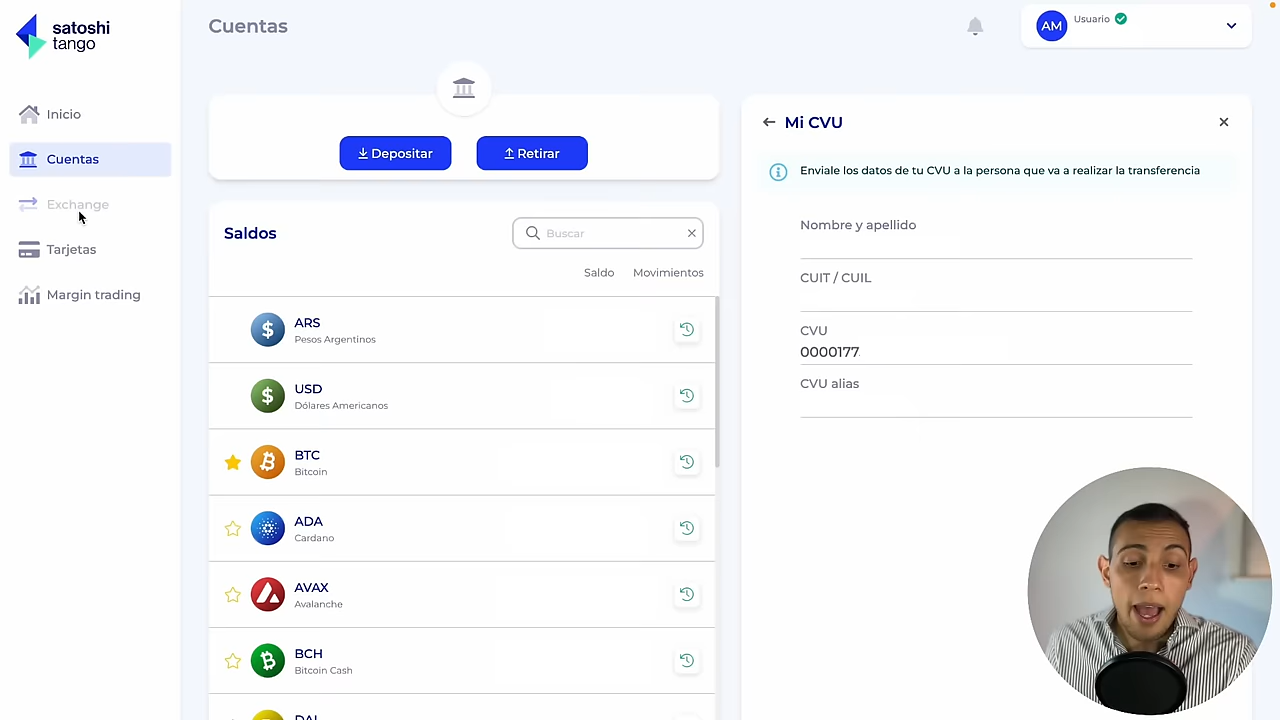 satoshi
tango
Inicio
Cuentas
Exchange
Tarjetas
Margin trading
Cuentas
AM
Usuario
Depositar
Retirar
Saldos
Buscar
Saldo
Movimientos
ARS
Pesos Argentinos
USD
Dólares Americanos
BTC
Bitcoin
ADA
Cardano
AVAX
Avalanche
BCH
Bitcoin Cash
DAI
Mi CVU
Enviale los datos de tu CVU a la persona que va a realizar la transferencia
Nombre y apellido
CUIT / CUIL
CVU
0000177
CVU alias